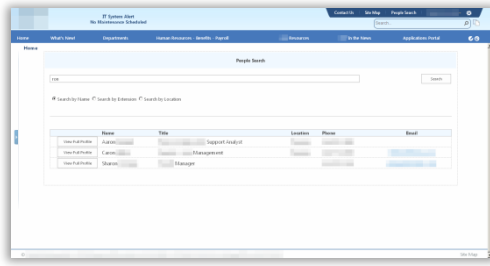 IT System Alert
No Maintenance Scheduled
Contact Us Site Map People Search
Search...
Home What's New? Departments Human Resources - Benefits - Payroll Resources In the News Applications Portal
Home
People Search
ron
Search
Search by Name Search by Extension Search by Location
Name Title Location Phone Email
View Full Profile Aaron Support Analyst
View Full Profile Caron Management
View Full Profile Sharon Manager
Site Map